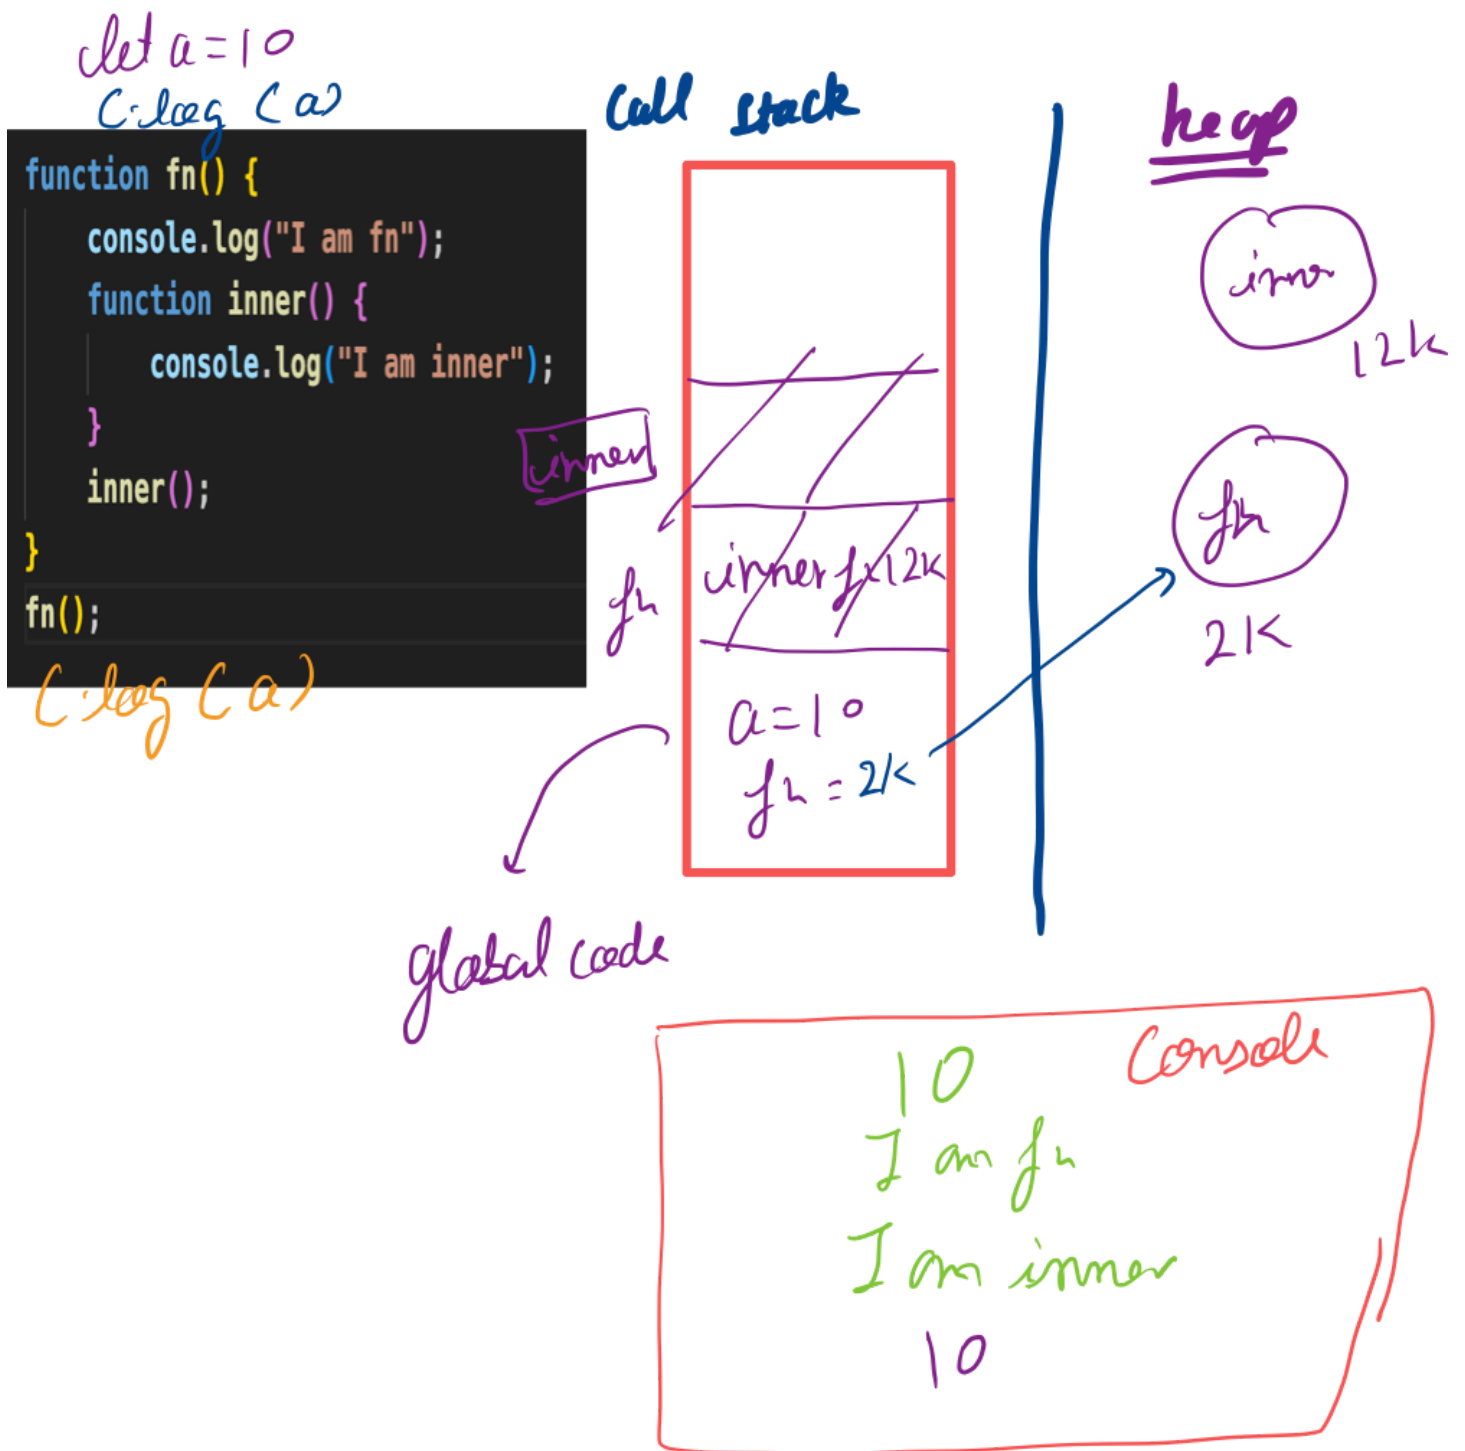 let a = 10
C.log (a)
function fn() {
console.log("I am fn");
function inner() {
console.log("I am inner");
}
inner();
}
fn();
C.log (a)
Call Stack
inner
fn
inner fx 12K
a = 10
fn = 2K
global code
heap
inner
12K
fn
2K
Console
10
I am fn
I am inner
10